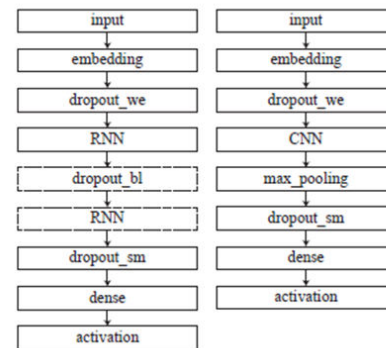 input
embedding
dropout_we
RNN
dropout_bl
RNN
dropout_sm
dense
activation
input
embedding
dropout_we
CNN
max_pooling
dropout_sm
dense
activation